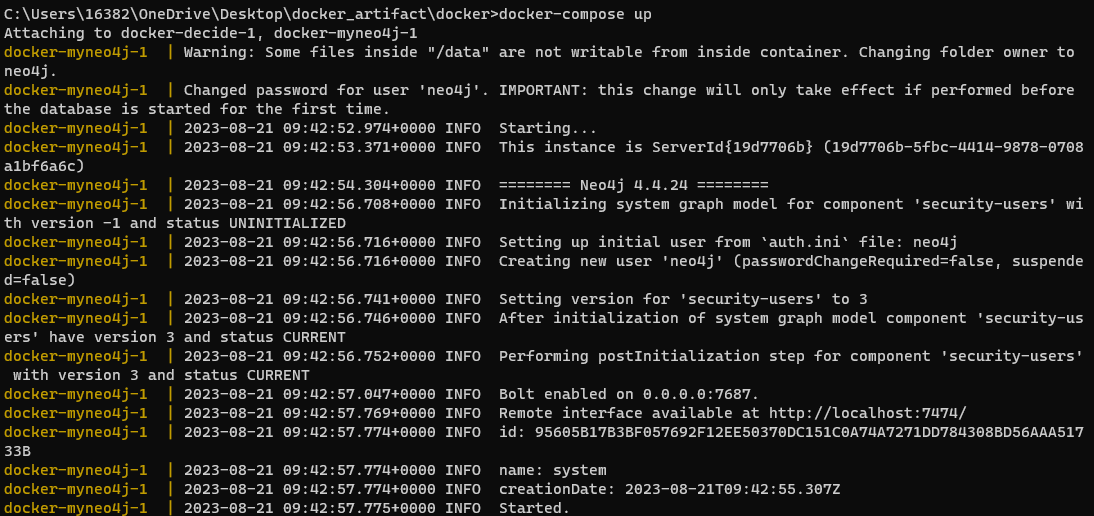 C:\Users\16382\OneDrive\Desktop\docker_artifact\docker>docker-compose up
Attaching to docker-decide-1, docker-myneo4j-1
docker-myneo4j-1  | Warning: Some files inside "/data" are not writable from inside container. Changing folder owner to
neo4j.
docker-myneo4j-1  | Changed password for user 'neo4j'. IMPORTANT: this change will only take effect if performed before
the database is started for the first time.
docker-myneo4j-1  | 2023-08-21 09:42:52.974+0000 INFO  Starting...
docker-myneo4j-1  | 2023-08-21 09:42:53.371+0000 INFO  This instance is ServerId{19d7706b} (19d7706b-5fbc-4414-9878-0708
a1bf6a6c)
docker-myneo4j-1  | 2023-08-21 09:42:54.304+0000 INFO  ======== Neo4j 4.4.24 ========
docker-myneo4j-1  | 2023-08-21 09:42:56.708+0000 INFO  Initializing system graph model for component 'security-users' wi
th version -1 and status UNINITIALIZED
docker-myneo4j-1  | 2023-08-21 09:42:56.716+0000 INFO  Setting up initial user from `auth.ini` file: neo4j
docker-myneo4j-1  | 2023-08-21 09:42:56.716+0000 INFO  Creating new user 'neo4j' (passwordChangeRequired=false, suspende
d=false)
docker-myneo4j-1  | 2023-08-21 09:42:56.741+0000 INFO  Setting version for 'security-users' to 3
docker-myneo4j-1  | 2023-08-21 09:42:56.746+0000 INFO  After initialization of system graph model component 'security-us
ers' have version 3 and status CURRENT
docker-myneo4j-1  | 2023-08-21 09:42:56.752+0000 INFO  Performing postInitialization step for component 'security-users'
 with version 3 and status CURRENT
docker-myneo4j-1  | 2023-08-21 09:42:57.047+0000 INFO  Bolt enabled on 0.0.0.0:7687.
docker-myneo4j-1  | 2023-08-21 09:42:57.769+0000 INFO  Remote interface available at http://localhost:7474/
docker-myneo4j-1  | 2023-08-21 09:42:57.774+0000 INFO  id: 95605B17B3BF057692F12EE50370DC151C0A74A7271DD784308BD56AAA517
33B
docker-myneo4j-1  | 2023-08-21 09:42:57.774+0000 INFO  name: system
docker-myneo4j-1  | 2023-08-21 09:42:57.774+0000 INFO  creationDate: 2023-08-21T09:42:55.307Z
docker-myneo4j-1  | 2023-08-21 09:42:57.775+0000 INFO  Started.